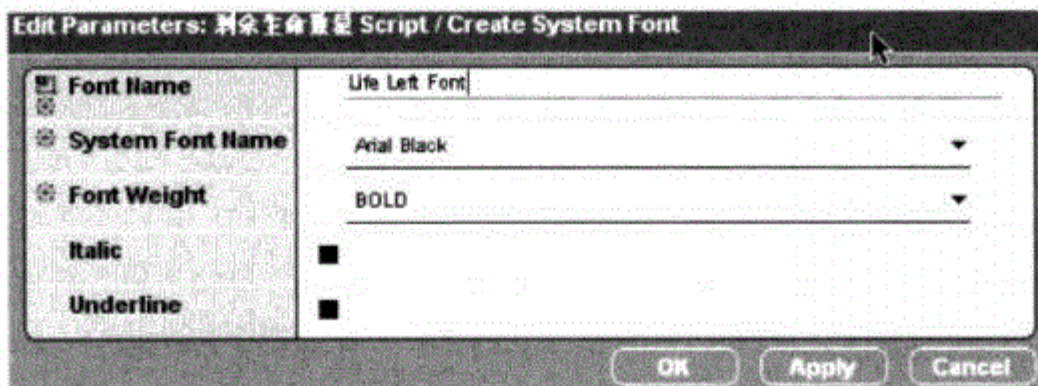 Edit Parameters: 剩余生命数量 Script / Create System Font
Font Name
Life Left Font
System Font Name
Arial Black
Font Weight
BOLD
Italic
Underline
OK Apply Cancel